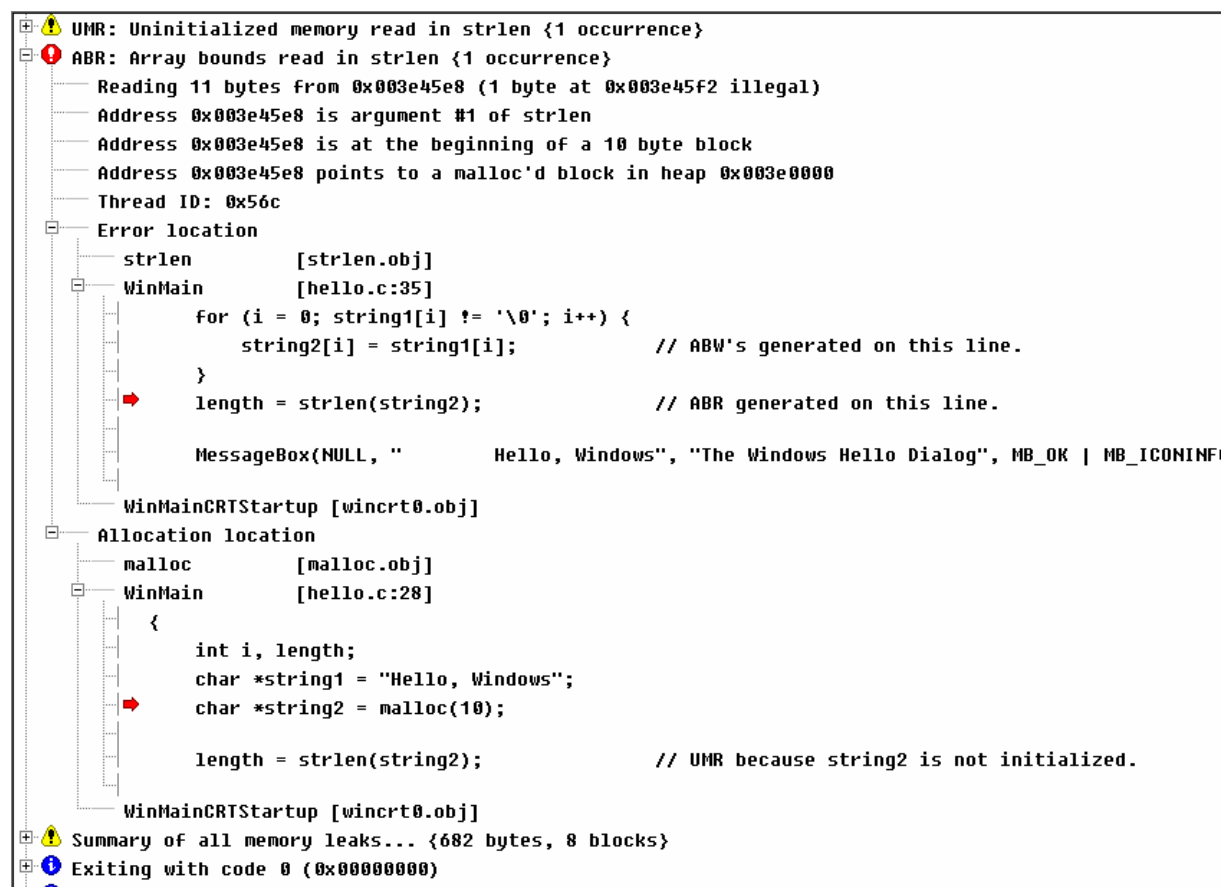 UMR: Uninitialized memory read in strlen {1 occurrence}
ABR: Array bounds read in strlen {1 occurrence}
Reading 11 bytes from 0x003e45e8 (1 byte at 0x003e45f2 illegal)
Address 0x003e45e8 is argument #1 of strlen
Address 0x003e45e8 is at the beginning of a 10 byte block
Address 0x003e45e8 points to a malloc'd block in heap 0x003e0000
Thread ID: 0x56c
Error location
strlen [strlen.obj]
WinMain [hello.c:35]
for (i = 0; string1[i] != '\0'; i++) {
string2[i] = string1[i]; // ABW's generated on this line.
}
length = strlen(string2); // ABR generated on this line.
MessageBox(NULL, " Hello, Windows", "The Windows Hello Dialog", MB_OK | MB_ICONINF
WinMainCRTStartup [wincrt0.obj]
Allocation location
malloc [malloc.obj]
WinMain [hello.c:28]
{
int i, length;
char *string1 = "Hello, Windows";
char *string2 = malloc(10);
length = strlen(string2); // UMR because string2 is not initialized.
WinMainCRTStartup [wincrt0.obj]
Summary of all memory leaks... {682 bytes, 8 blocks}
Exiting with code 0 (0x00000000)